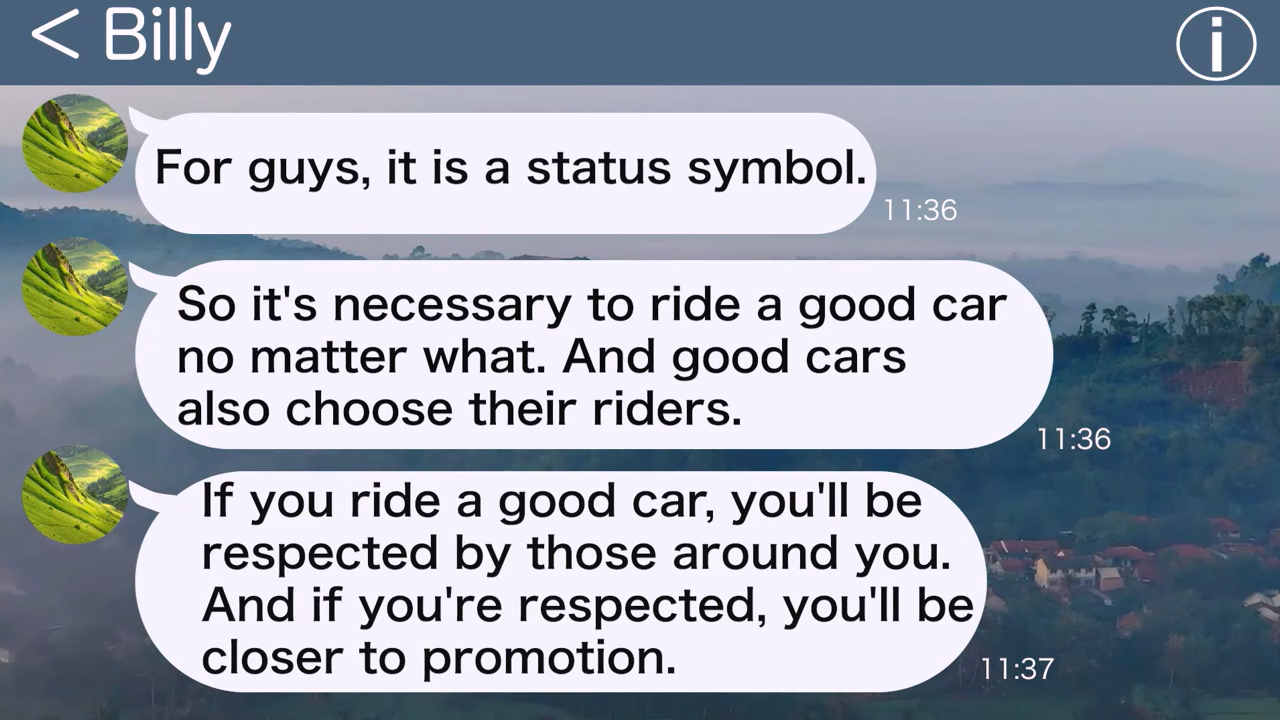 < Billy
i
For guys, it is a status symbol.
11:36
So it's necessary to ride a good car
no matter what. And good cars
also choose their riders.
11:36
If you ride a good car, you'll be
respected by those around you.
And if you're respected, you'll be
closer to promotion.
11:37